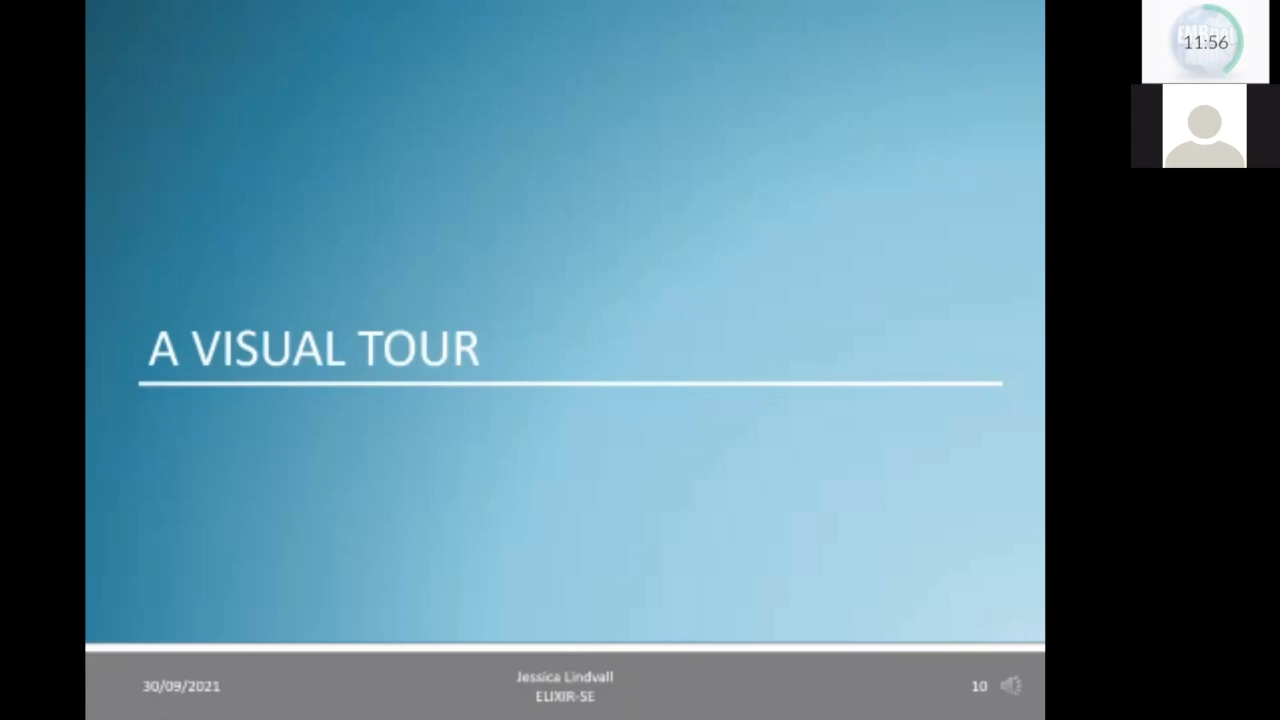 11:56
A VISUAL TOUR
30/09/2021
Jessica Lindvall
ELIXIR-SE
10